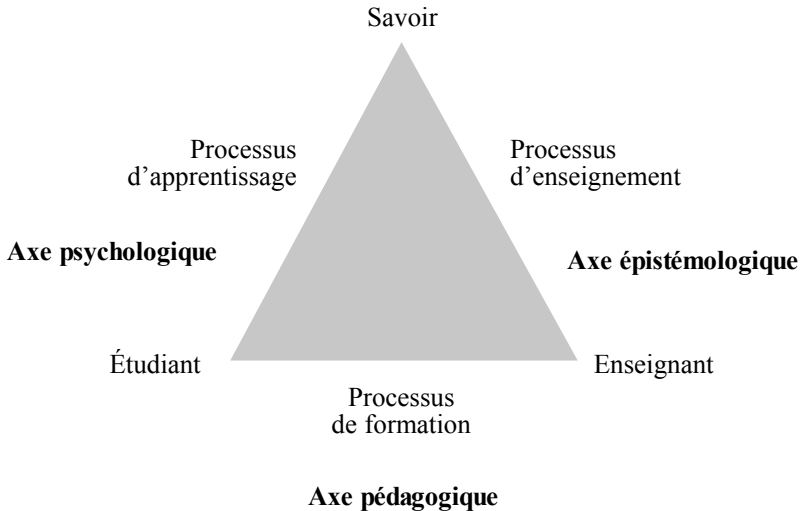 Savoir
Processus
d’apprentissage
Processus
d’enseignement
Axe psychologique
Axe épistémologique
Étudiant
Enseignant
Processus
de formation
Axe pédagogique